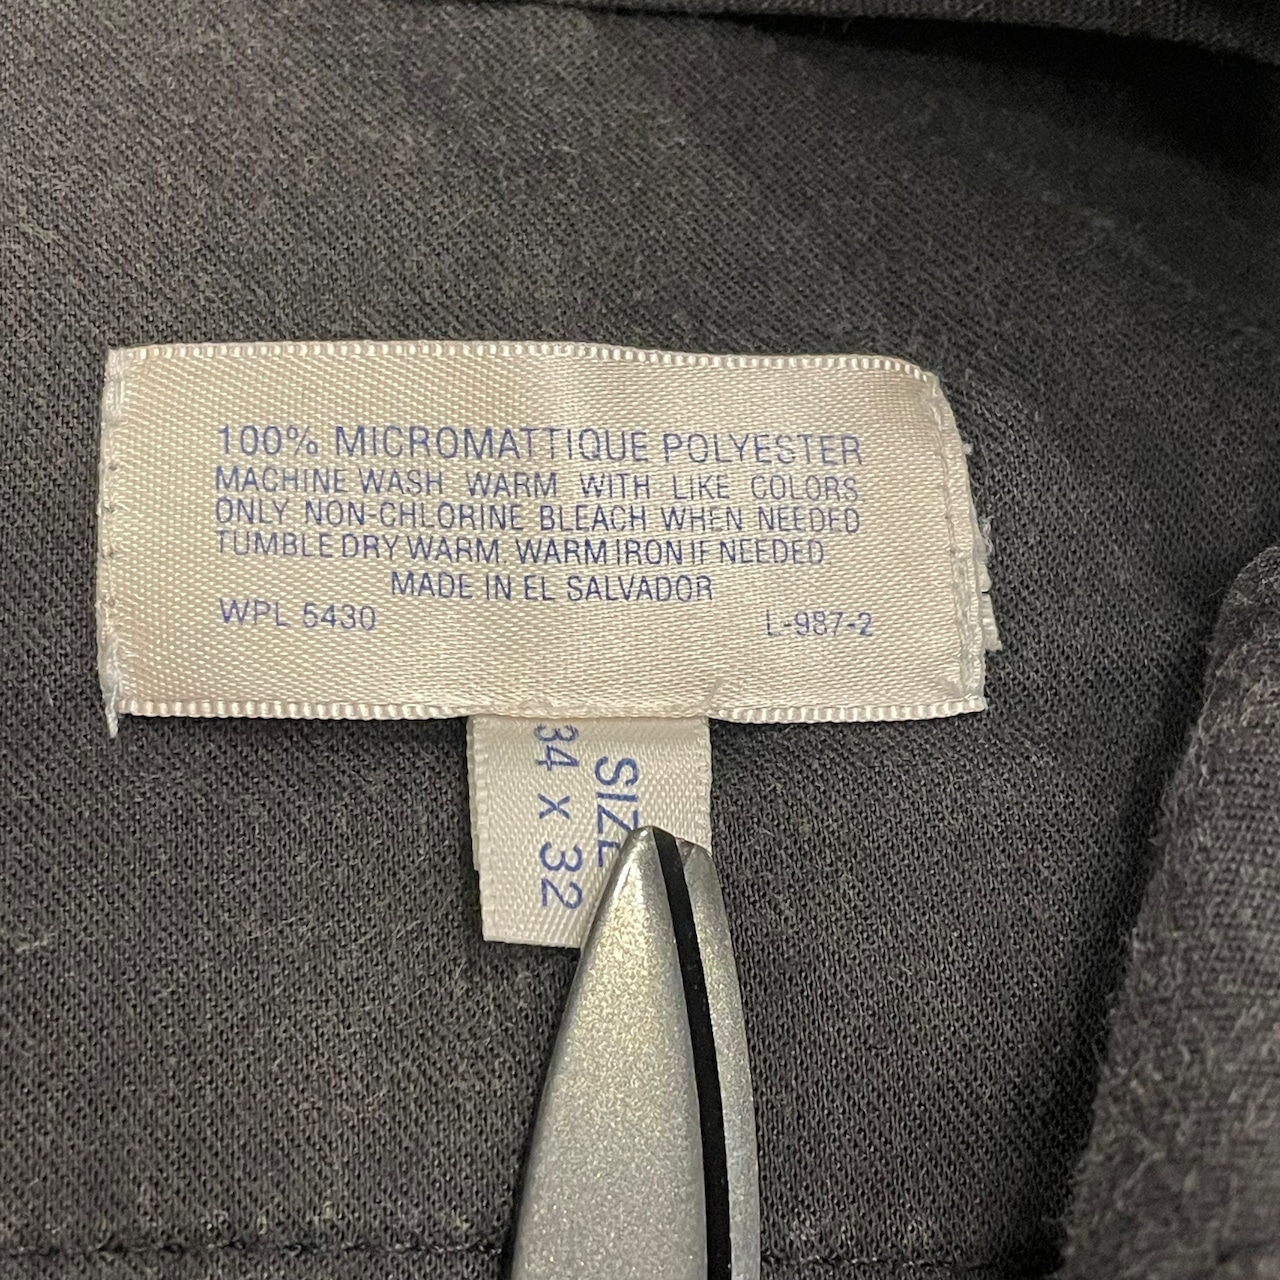 100% MICROMATTIQUE POLYESTER
MACHINE WASH WARM WITH LIKE COLORS
ONLY NON-CHLORINE BLEACH WHEN NEEDED
TUMBLE DRY WARM. WARM IRON IF NEEDED.
MADE IN EL SALVADOR
WPL 5430 L-987-2
SIZE
34 x 32